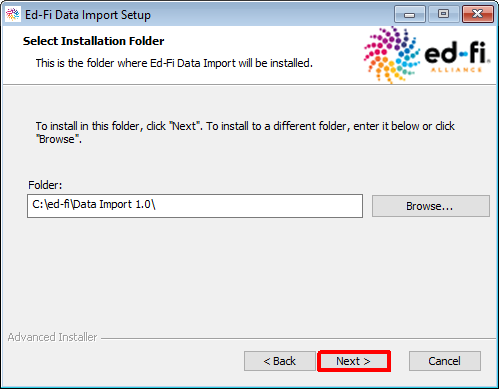 Ed-Fi Data Import Setup
Select Installation Folder
This is the folder where Ed-Fi Data Import will be installed.
ed-fi
ALLIANCE
To install in this folder, click "Next". To install to a different folder, enter it below or click
"Browse".
Folder:
C:\ed-fi\Data Import 1.0\
Browse...
Advanced Installer
< Back
Next >
Cancel